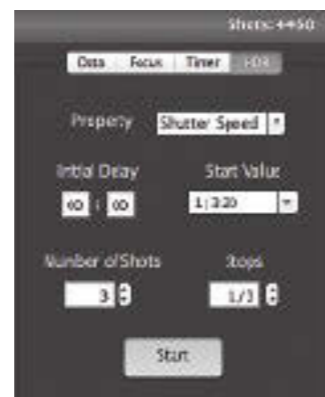 Shots: 4450
Data Focus Timer HDR
Property Shutter Speed
Initial Delay Start Value
00 : 00 1/320
Number of Shots Stops
3 1/3
Start